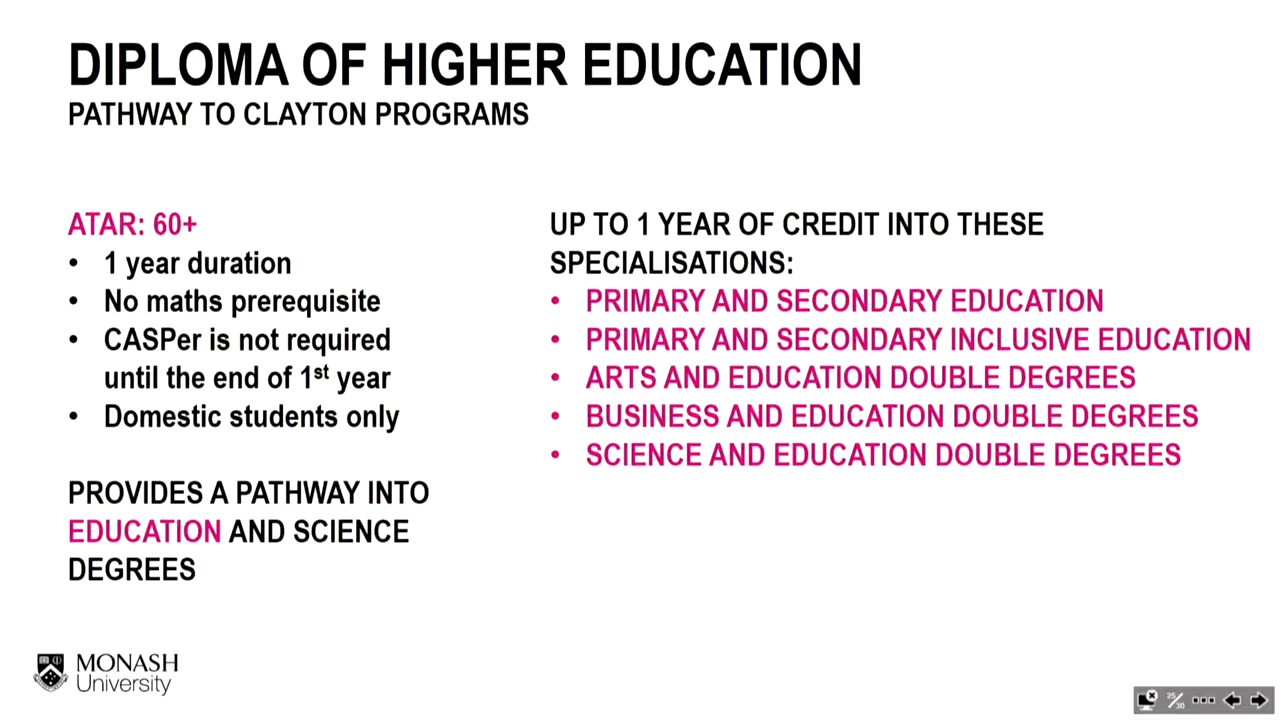 DIPLOMA OF HIGHER EDUCATION
PATHWAY TO CLAYTON PROGRAMS
ATAR: 60+
• 1 year duration
• No maths prerequisite
• CASPer is not required
until the end of 1st year
• Domestic students only
PROVIDES A PATHWAY INTO
EDUCATION AND SCIENCE
DEGREES
UP TO 1 YEAR OF CREDIT INTO THESE
SPECIALISATIONS:
• PRIMARY AND SECONDARY EDUCATION
• PRIMARY AND SECONDARY INCLUSIVE EDUCATION
• ARTS AND EDUCATION DOUBLE DEGREES
• BUSINESS AND EDUCATION DOUBLE DEGREES
• SCIENCE AND EDUCATION DOUBLE DEGREES
MONASH
University
25/30